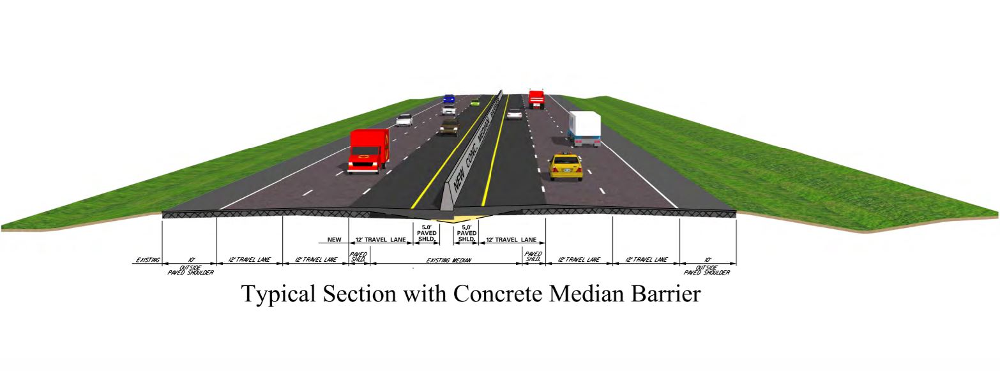 NEW CONC. MEDIAN BARRIER
NEW
12' TRAVEL LANE
5.0'
PAVED
SHLD.
5.0'
PAVED
SHLD.
12' TRAVEL LANE
EXISTING
10'
OUTSIDE
PAVED SHOULDER
12' TRAVEL LANE
12' TRAVEL LANE
PAVED
SHLD.
EXISTING MEDIAN
PAVED
SHLD.
12' TRAVEL LANE
12' TRAVEL LANE
10'
OUTSIDE
PAVED SHOULDER
Typical Section with Concrete Median Barrier